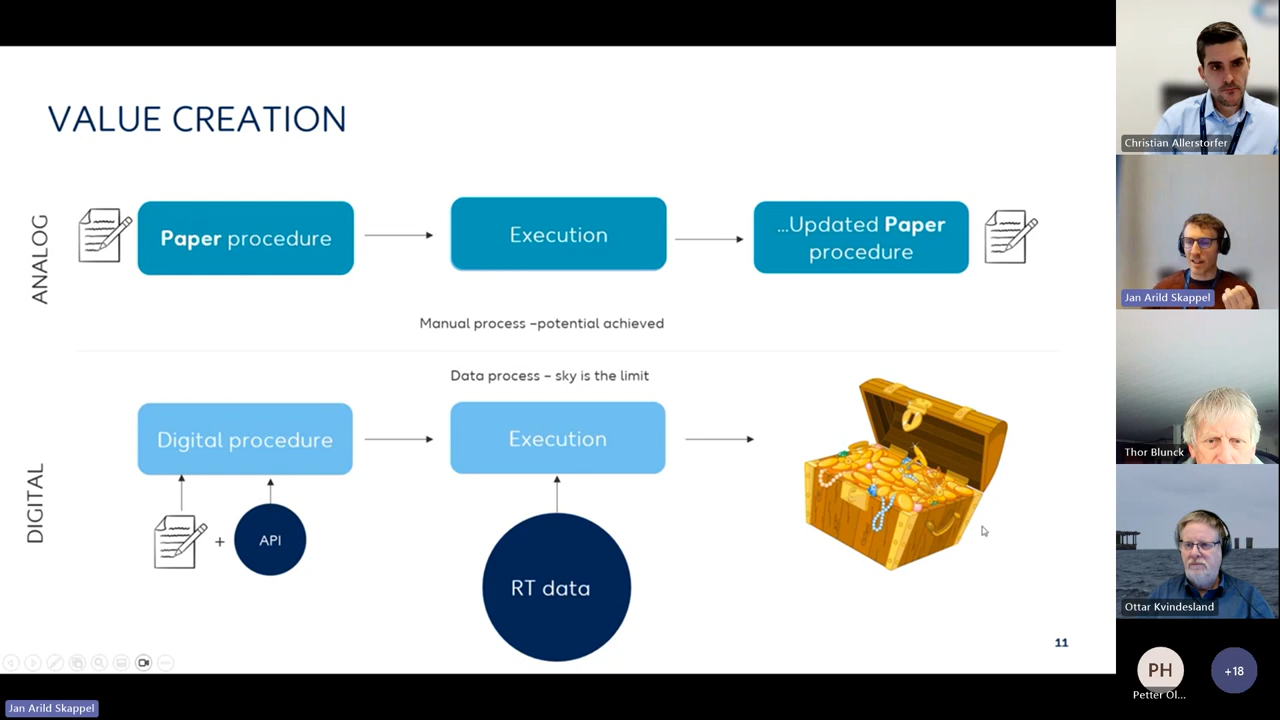 VALUE CREATION
ANALOG
Paper procedure
Execution
...Updated Paper
procedure
Manual process –potential achieved
Data process – sky is the limit
DIGITAL
Digital procedure
Execution
+
API
RT data
11
Jan Arild Skappel
Christian Allerstorfer
Jan Arild Skappel
Thor Blunck
Ottar Kvindesland
PH
Petter Ol...
+18